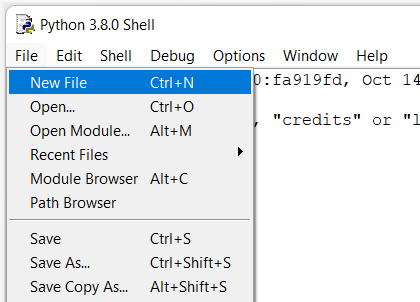 Python 3.8.0 Shell
File Edit Shell Debug Options Window Help
New File Ctrl+N
0:fa919fd, Oct 14
Open... Ctrl+O
Open Module... Alt+M
, "credits" or "l
Recent Files
Module Browser Alt+C
Path Browser
Save Ctrl+S
Save As... Ctrl+Shift+S
Save Copy As... Alt+Shift+S